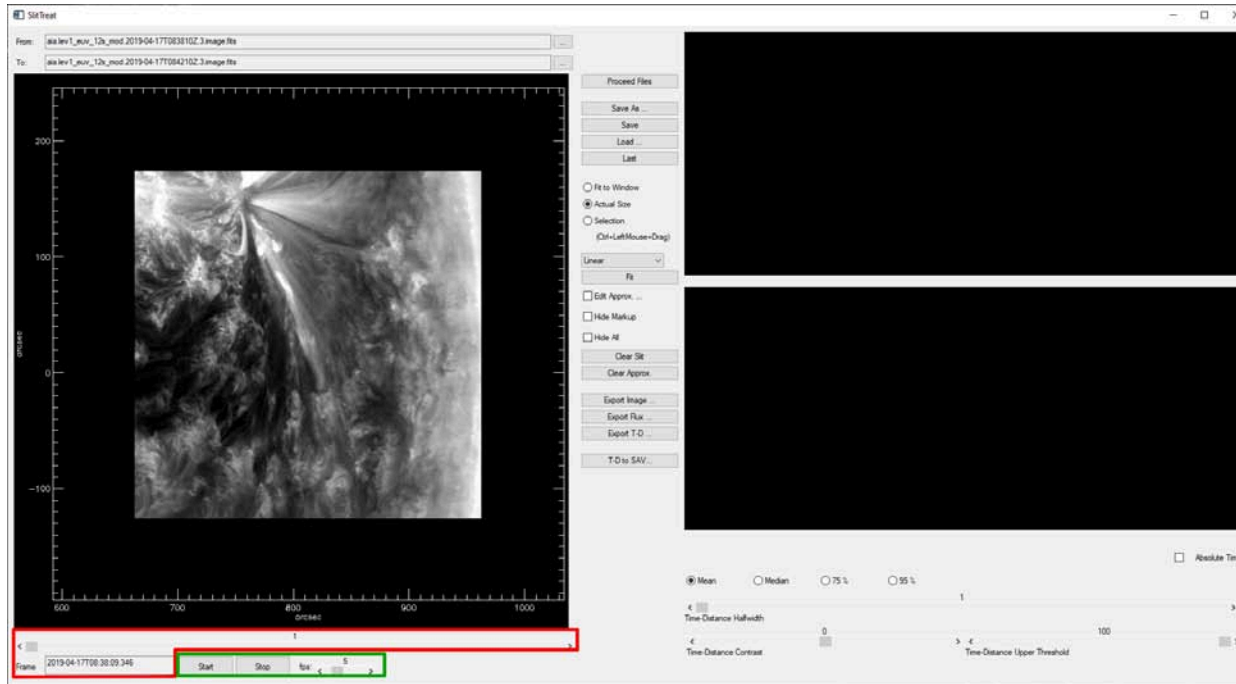 SlitTreat
From: aia.lev1_euv_12s_mod.2019-04-17T083810Z.3.image.fits ...
To: aia.lev1_euv_12s_mod.2019-04-17T084210Z.3.image.fits ...
Proceed Files
Save As ...
Save
Load ...
Last
Fit to Window
Actual Size
Selection
(Ctrl+LeftMouse+Drag)
Linear
Fit
Edit Approx. ...
Hide Markup
Hide All
Clear Slit
Clear Approx.
Export Image ...
Export Flux ...
Export T-D ...
T-D to SAV...
200
100
0
-100
arcsec
600 700 800 900 1000
arcsec
1
Frame 2019-04-17T08:38:09.346 Start Stop fps: 5
Absolute Tim
Mean Median 75 % 95 %
1
Time-Distance Halfwidth
0 100
Time-Distance Contrast Time-Distance Upper Threshold